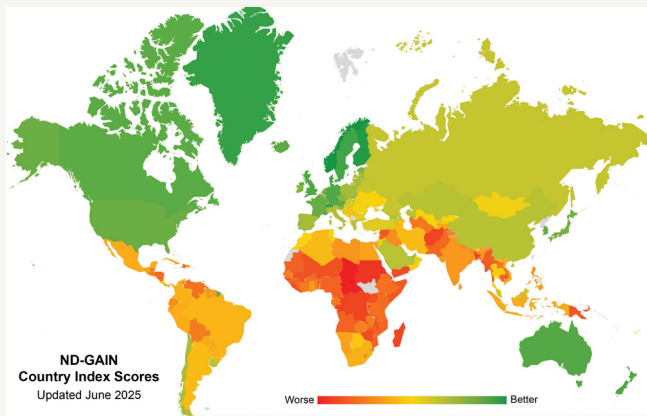 ND-GAIN
Country Index Scores
Updated June 2025
Worse Better